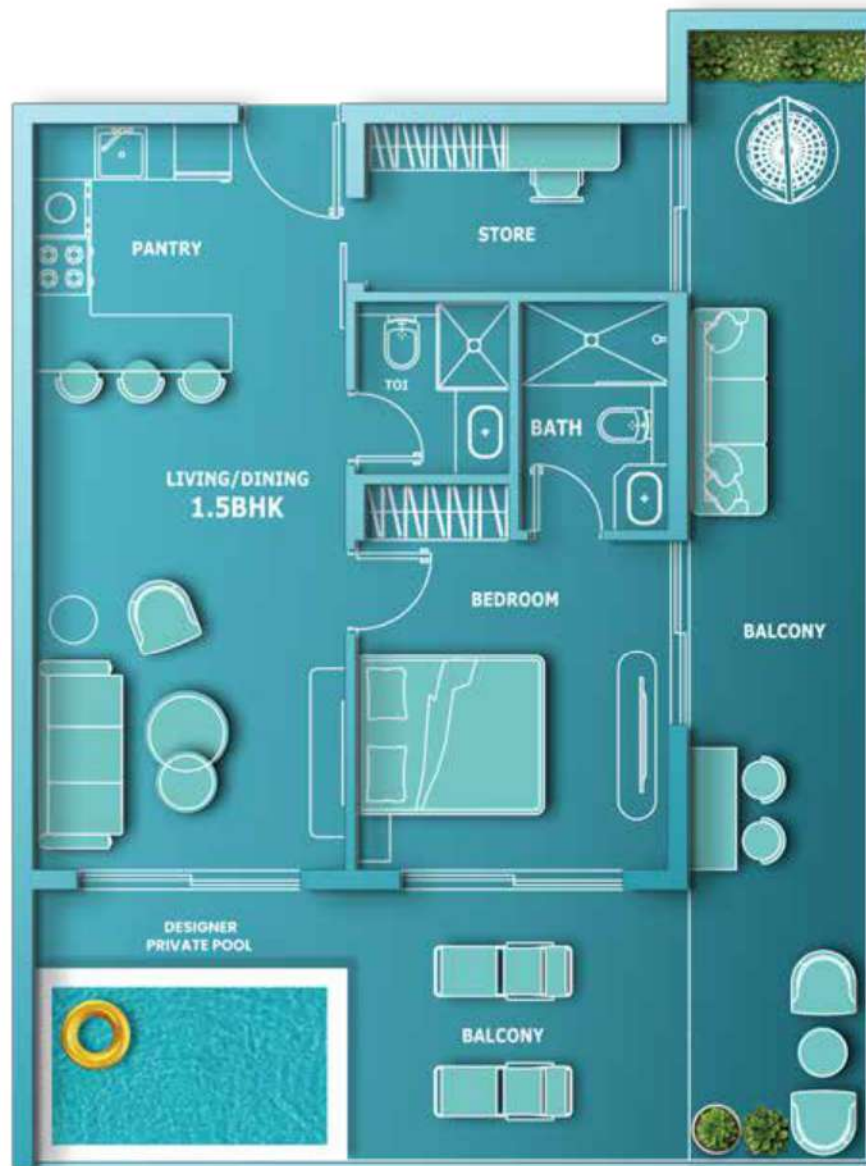 PANTRY
STORE
TOI
BATH
LIVING/DINING
1.5BHK
BEDROOM
BALCONY
DESIGNER
PRIVATE POOL
BALCONY